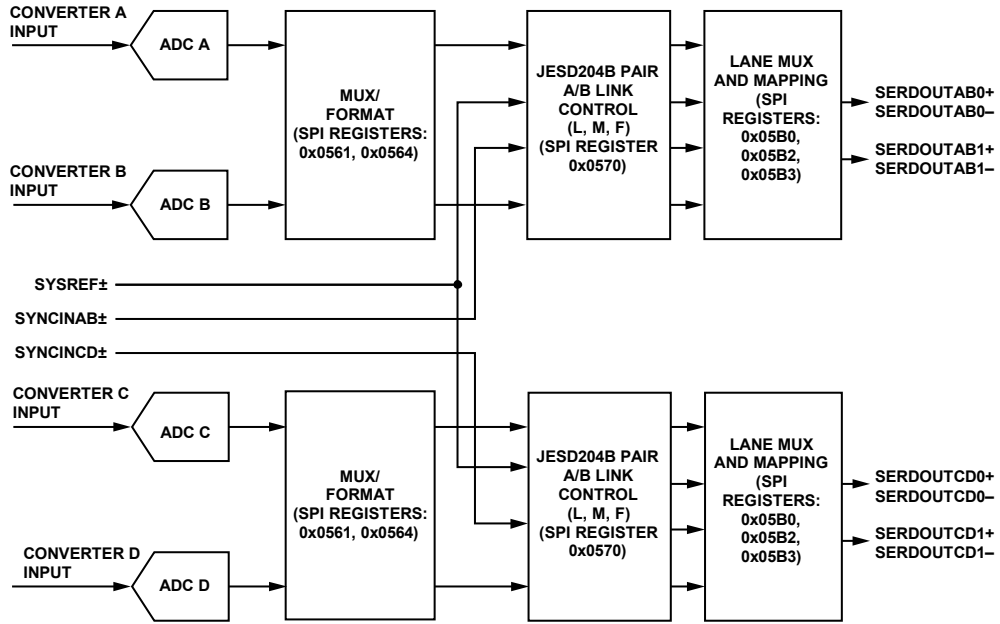 CONVERTER A
INPUT
ADC A
MUX/
FORMAT
(SPI REGISTERS:
0x0561, 0x0564)
JESD204B PAIR
A/B LINK
CONTROL
(L, M, F)
(SPI REGISTER
0x0570)
LANE MUX
AND MAPPING
(SPI
REGISTERS:
0x05B0,
0x05B2,
0x05B3)
SERDOUTAB0+
SERDOUTAB0–
SERDOUTAB1+
SERDOUTAB1–
CONVERTER B
INPUT
ADC B
SYSREF±
SYNCINAB±
SYNCINCD±
CONVERTER C
INPUT
ADC C
MUX/
FORMAT
(SPI REGISTERS:
0x0561, 0x0564)
JESD204B PAIR
A/B LINK
CONTROL
(L, M, F)
(SPI REGISTER
0x0570)
LANE MUX
AND MAPPING
(SPI
REGISTERS:
0x05B0,
0x05B2,
0x05B3)
SERDOUTCD0+
SERDOUTCD0–
SERDOUTCD1+
SERDOUTCD1–
CONVERTER D
INPUT
ADC D